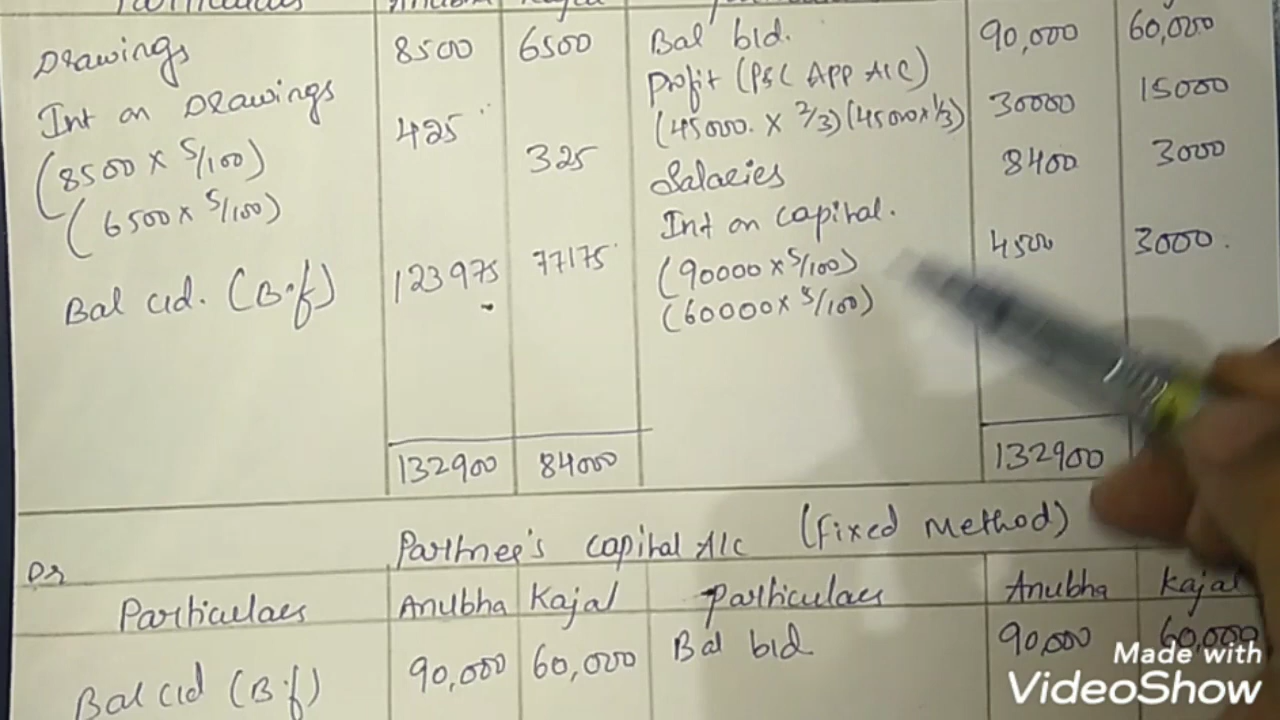 Drawings 8500 6500 Bal b/d. 90,000 60,000
Int on Drawings 425 Profit (P&L APP A/C) 30000 15000
(8500 x 5/100) 325 (45000. x 2/3) (45000x1/3)
(6500 x 5/100) Salaries 8400 3000
Bal c/d. (B.f) 123975 77175 Int on capital. 4500 3000.
(90000 x 5/100)
(60000 x 5/100)
132900 84000 132900
Dr Partner's capital A/c (Fixed Method)
Particulars Anubha Kajal Particulars Anubha Kajal
Bal c/d (B.f) 90,000 60,000 Bal b/d 90,000 60,000
Made with
VideoShow